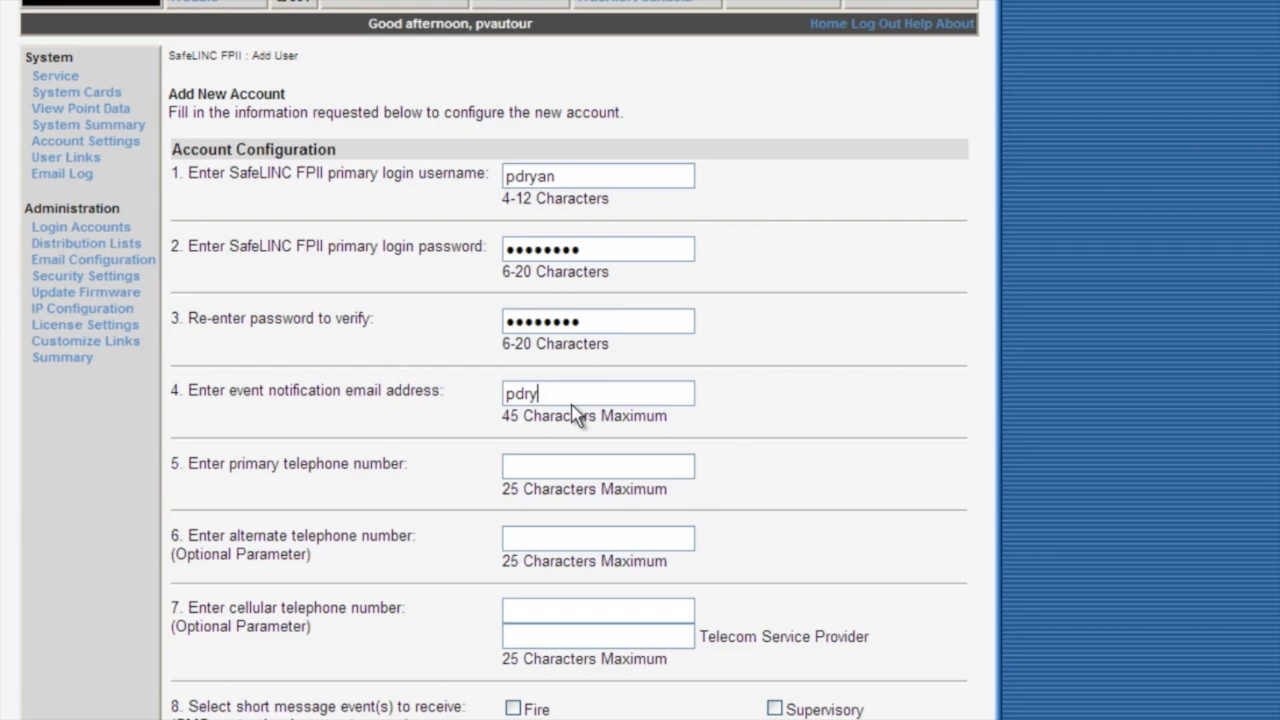 Good afternoon, pvautour
Home Log Out Help About
System
Service
System Cards
View Point Data
System Summary
Account Settings
User Links
Email Log
Administration
Login Accounts
Distribution Lists
Email Configuration
Security Settings
Update Firmware
IP Configuration
License Settings
Customize Links
Summary
SafeLINC FPII : Add User
Add New Account
Fill in the information requested below to configure the new account.
Account Configuration
1. Enter SafeLINC FPII primary login username:
pdryan
4-12 Characters
2. Enter SafeLINC FPII primary login password:
••••••••
6-20 Characters
3. Re-enter password to verify:
••••••••
6-20 Characters
4. Enter event notification email address:
pdry
45 Characters Maximum
5. Enter primary telephone number:
25 Characters Maximum
6. Enter alternate telephone number:
(Optional Parameter)
25 Characters Maximum
7. Enter cellular telephone number:
(Optional Parameter)
Telecom Service Provider
25 Characters Maximum
8. Select short message event(s) to receive:
Fire
Supervisory